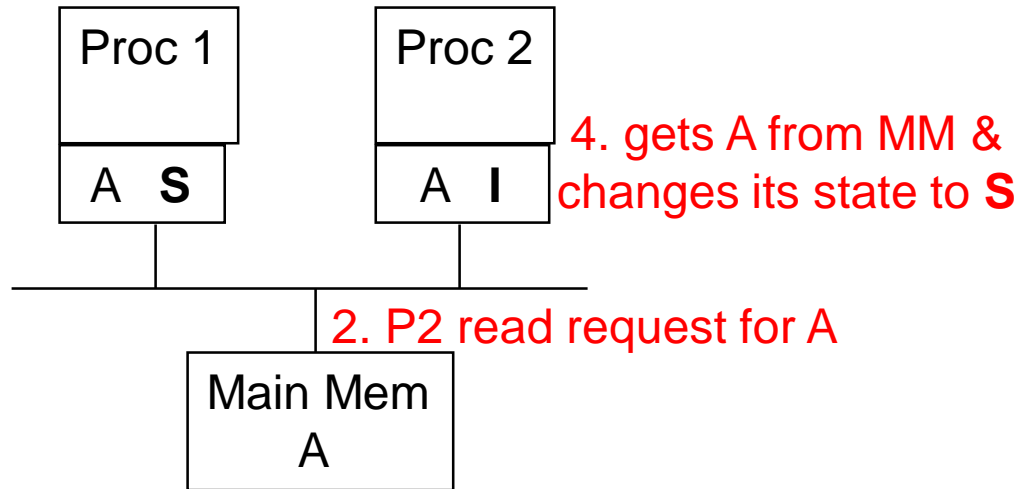 Proc 1
Proc 2
4. gets A from MM &
changes its state to S
A S
A I
2. P2 read request for A
Main Mem
A